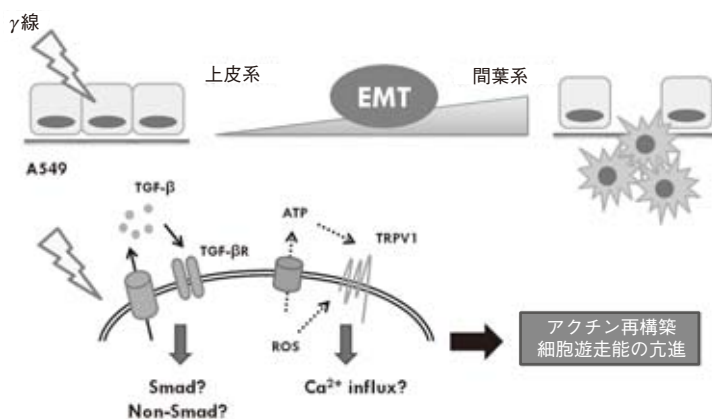 γ線
上皮系
EMT
間葉系
A549
TGF-β
TGF-βR
ATP
TRPV1
ROS
Smad?
Non-Smad?
Ca²⁺ influx?
アクチン再構築
細胞遊走能の亢進